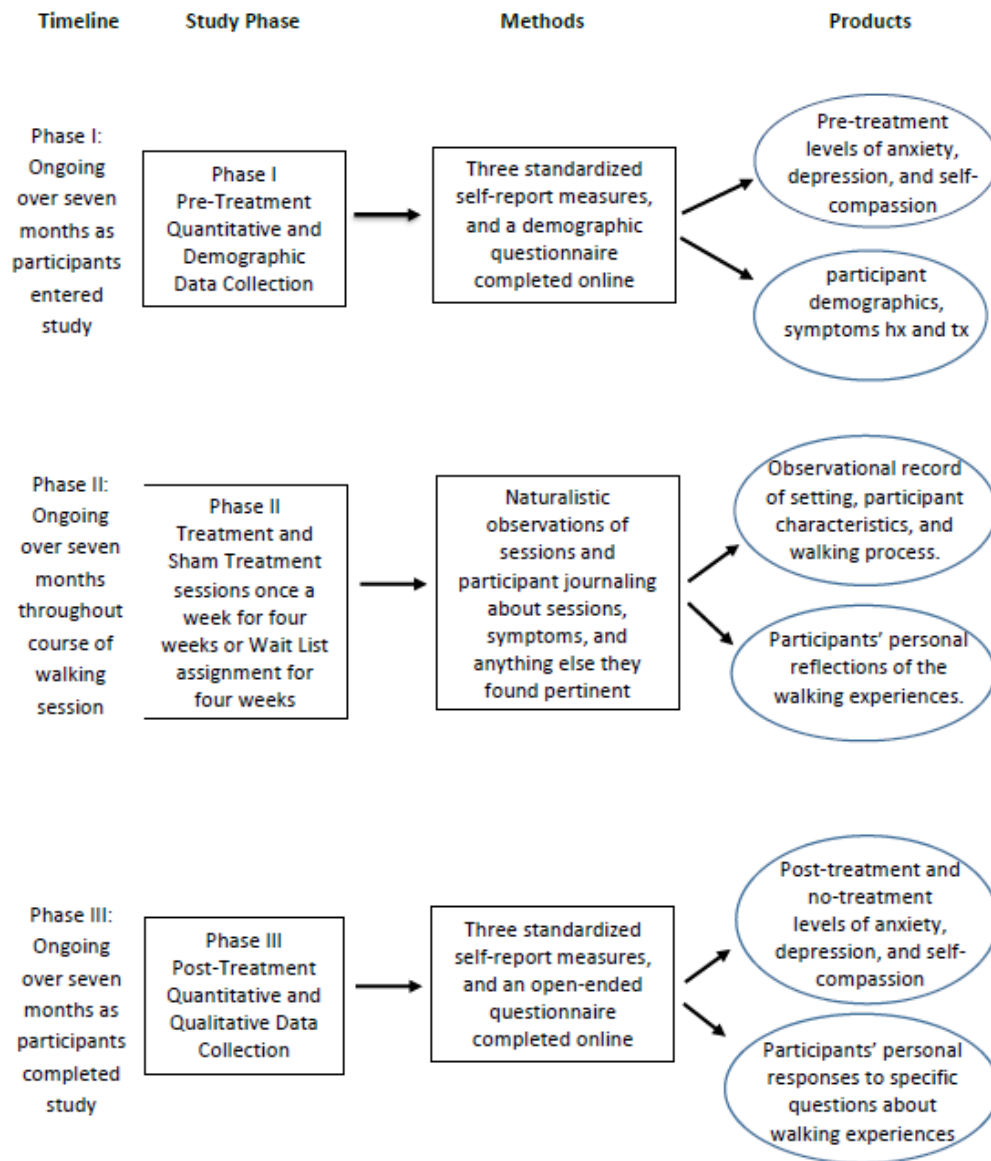 Timeline
Study Phase
Methods
Products
Phase I:
Ongoing
over seven
months as
participants
entered
study
Phase I
Pre-Treatment
Quantitative and
Demographic
Data Collection
Three standardized
self-report measures,
and a demographic
questionnaire
completed online
Pre-treatment
levels of anxiety,
depression, and self-
compassion
participant
demographics,
symptoms hx and tx
Phase II:
Ongoing
over seven
months
throughout
course of
walking
session
Phase II
Treatment and
Sham Treatment
sessions once a
week for four
weeks or Wait List
assignment for
four weeks
Naturalistic
observations of
sessions and
participant journaling
about sessions,
symptoms, and
anything else they
found pertinent
Observational record
of setting, participant
characteristics, and
walking process.
Participants’ personal
reflections of the
walking experiences.
Phase III:
Ongoing
over seven
months as
participants
completed
study
Phase III
Post-Treatment
Quantitative and
Qualitative Data
Collection
Three standardized
self-report measures,
and an open-ended
questionnaire
completed online
Post-treatment and
no-treatment
levels of anxiety,
depression, and self-
compassion
Participants’ personal
responses to specific
questions about
walking experiences